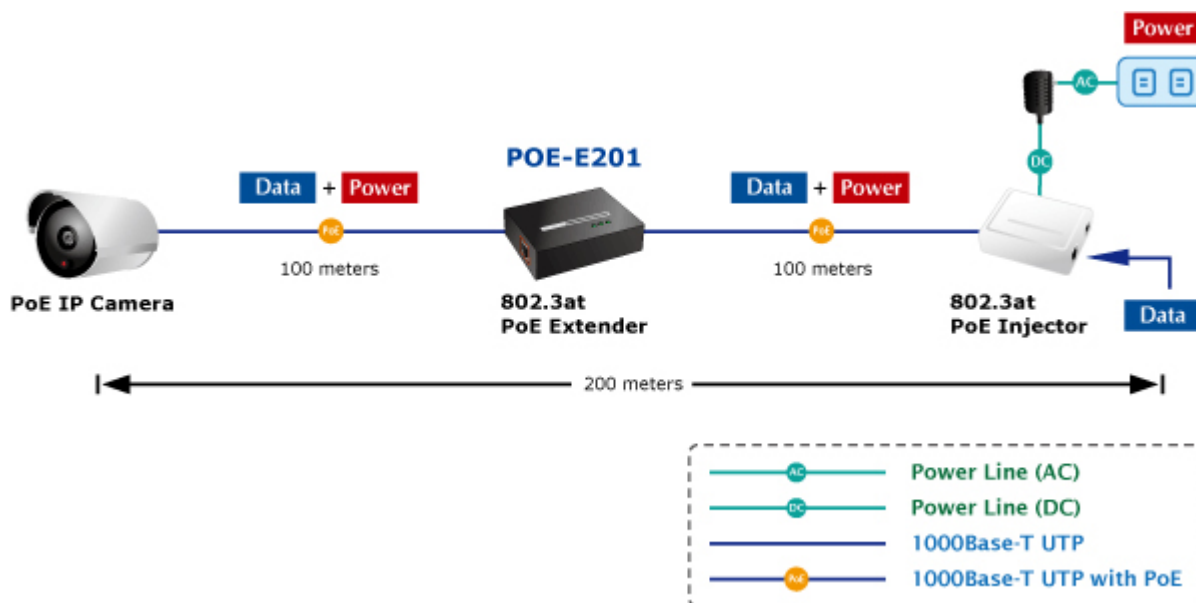 Power
AC
POE-E201
DC
Data + Power
Data + Power
PoE
PoE
100 meters
100 meters
PoE IP Camera
802.3at
PoE Extender
802.3at
PoE Injector
Data
200 meters
AC Power Line (AC)
DC Power Line (DC)
1000Base-T UTP
PoE 1000Base-T UTP with PoE